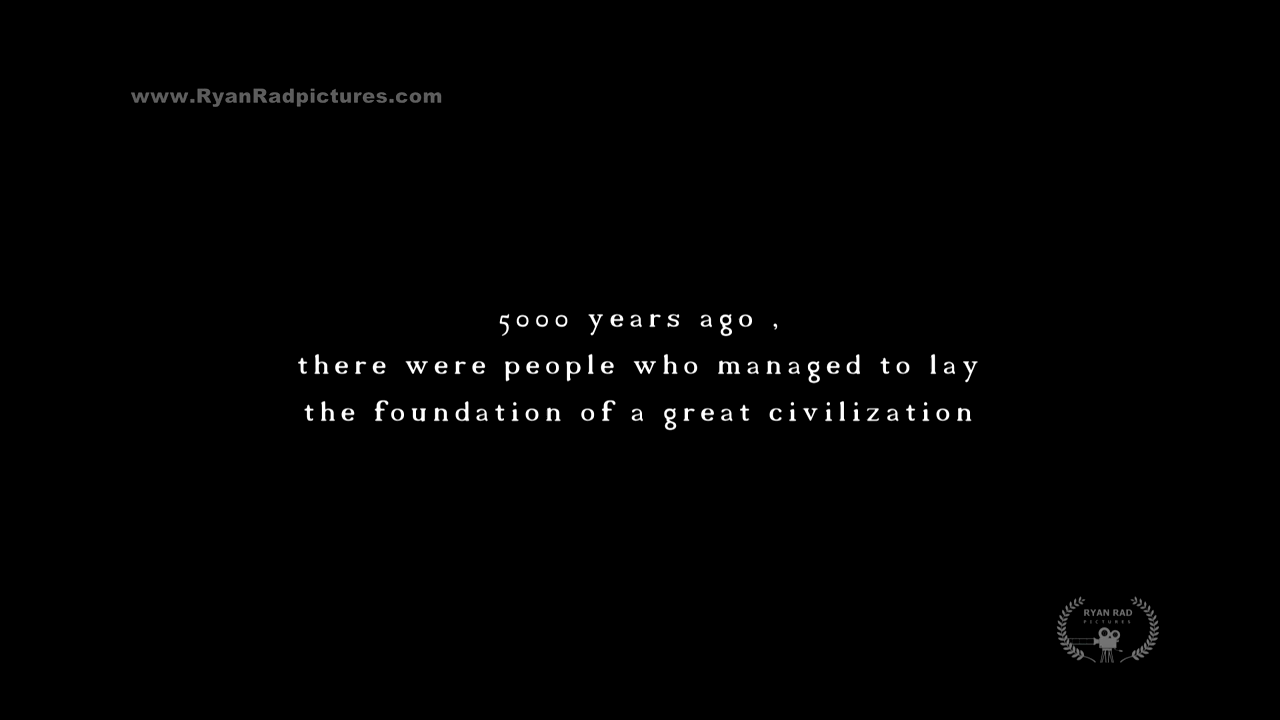 www.RyanRadpictures.com
5000 years ago ,
there were people who managed to lay
the foundation of a great civilization
RYAN RAD
PICTURES